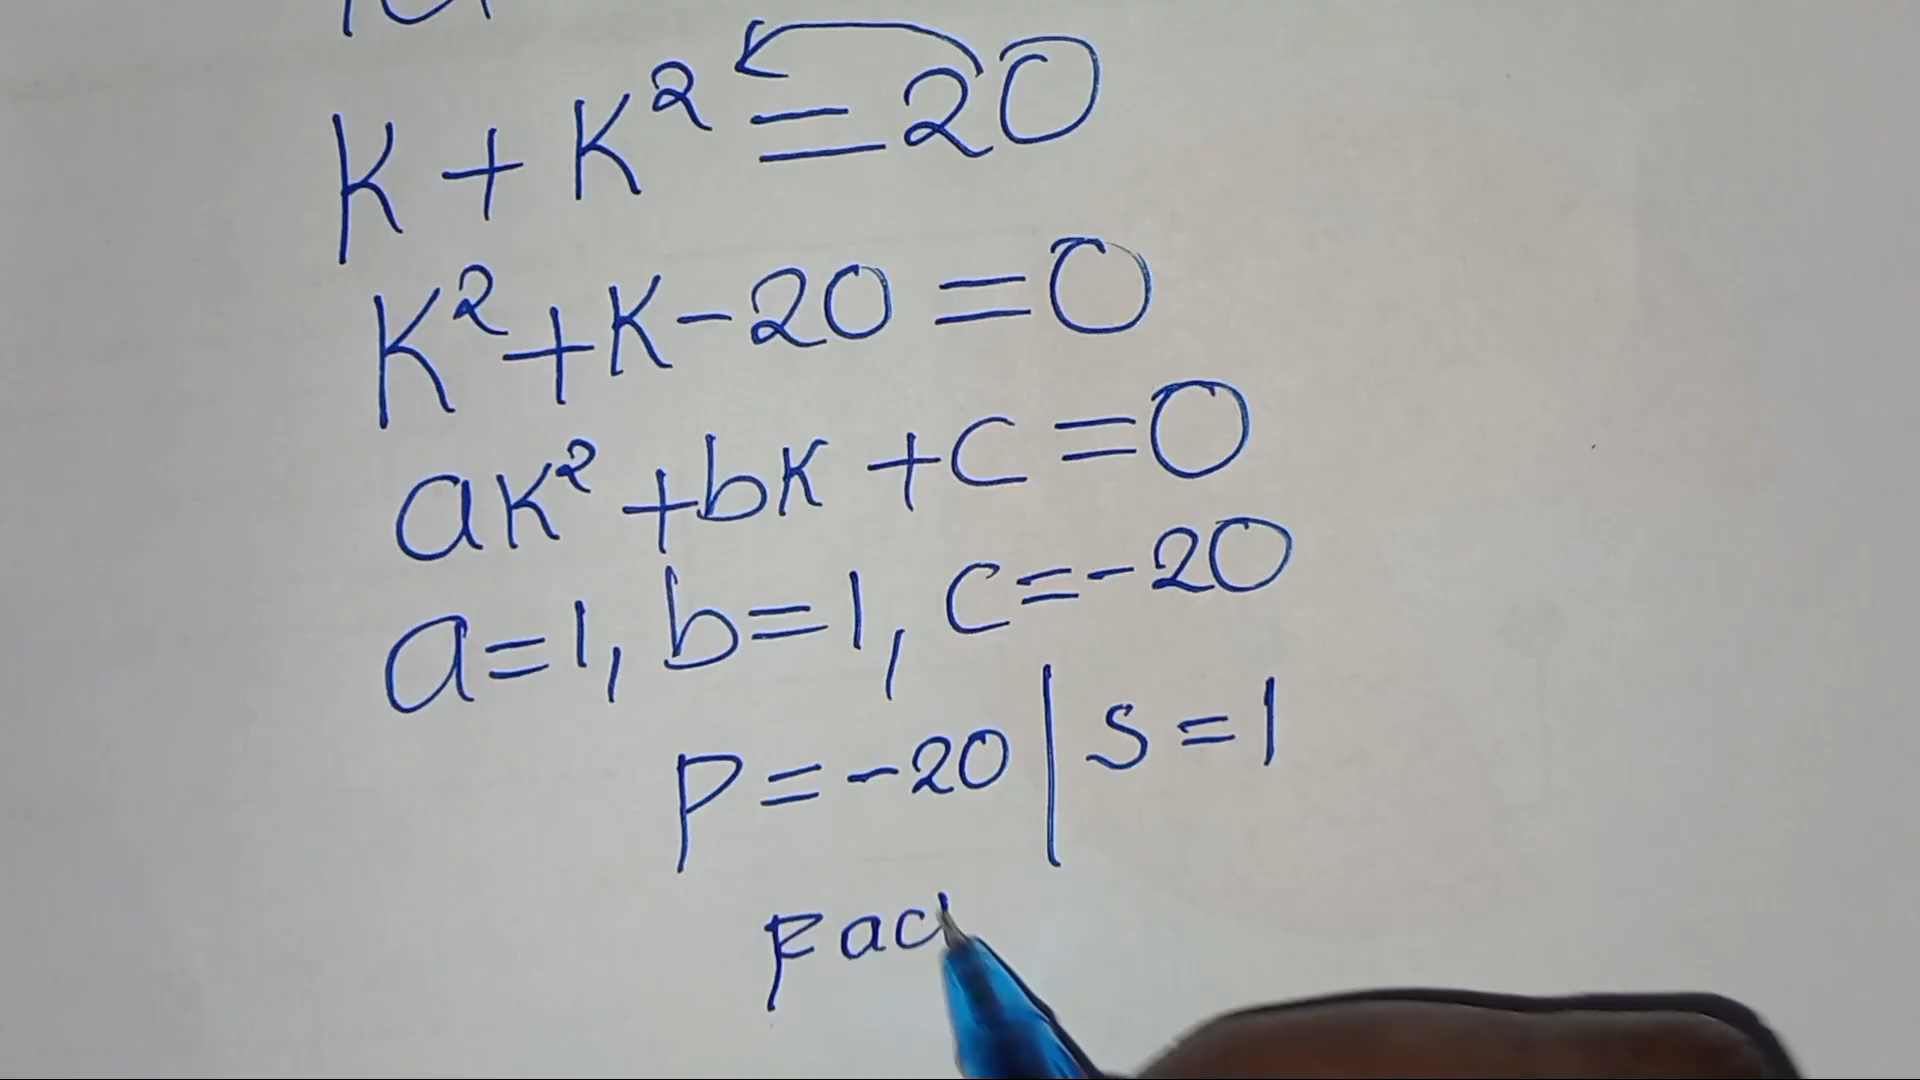 K + K² = 20
K² + K - 20 = 0
aK² + bK + C = 0
a = 1, b = 1, C = -20
P = -20 | S = 1
Fac